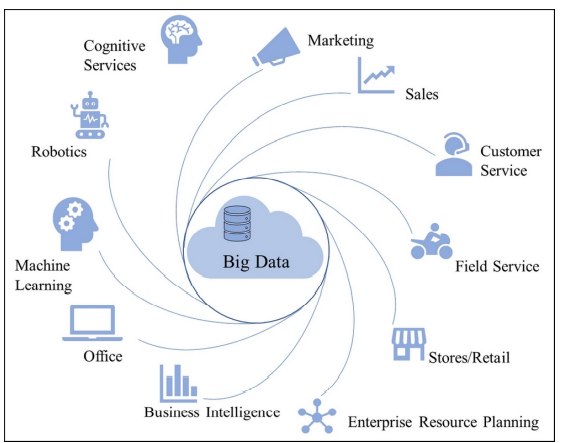 Cognitive
Services
Marketing
Sales
Customer
Service
Field Service
Stores/Retail
Enterprise Resource Planning
Business Intelligence
Office
Machine
Learning
Robotics
Big Data